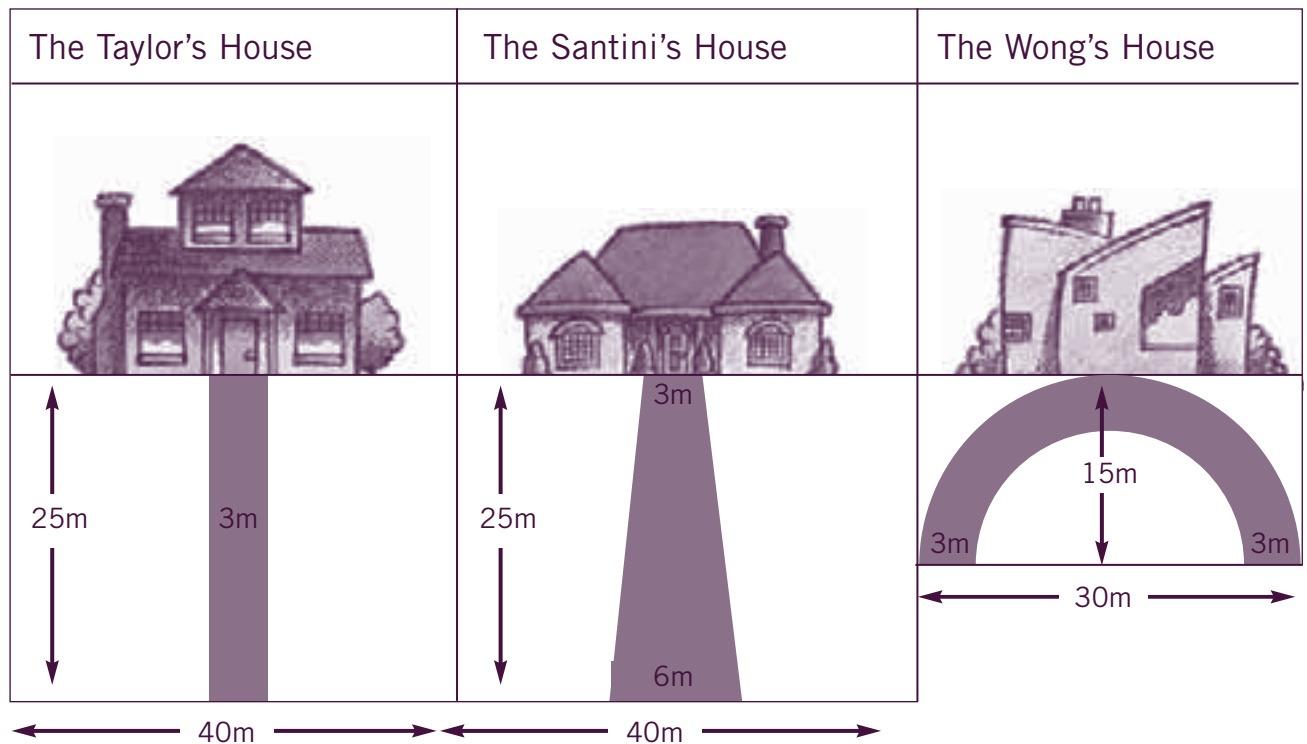 The Taylor's House
The Santini's House
The Wong's House
3m
15m
25m
3m
25m
3m
3m
30m
6m
40m
40m